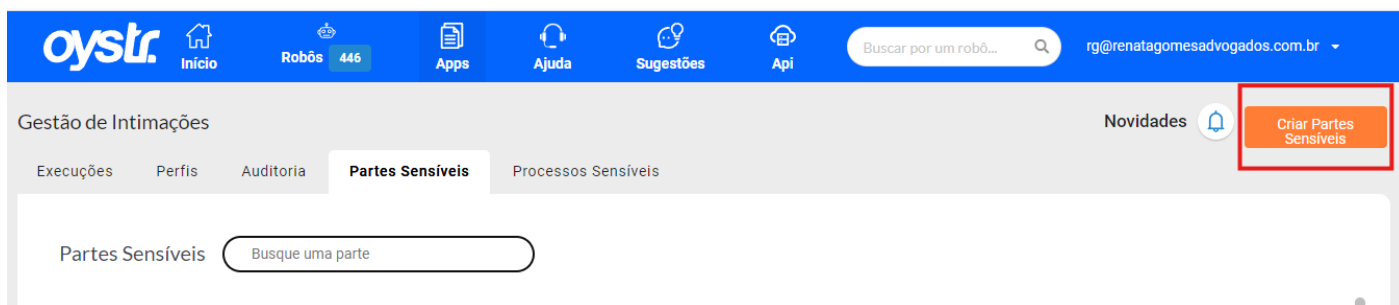 oystr.
Início
Robôs 446
Apps
Ajuda
Sugestões
Api
Buscar por um robô...
rg@renatagomesadvogados.com.br
Gestão de Intimações
Novidades
Criar Partes
Sensíveis
Execuções
Perfis
Auditoria
Partes Sensíveis
Processos Sensíveis
Partes Sensíveis
Busque uma parte